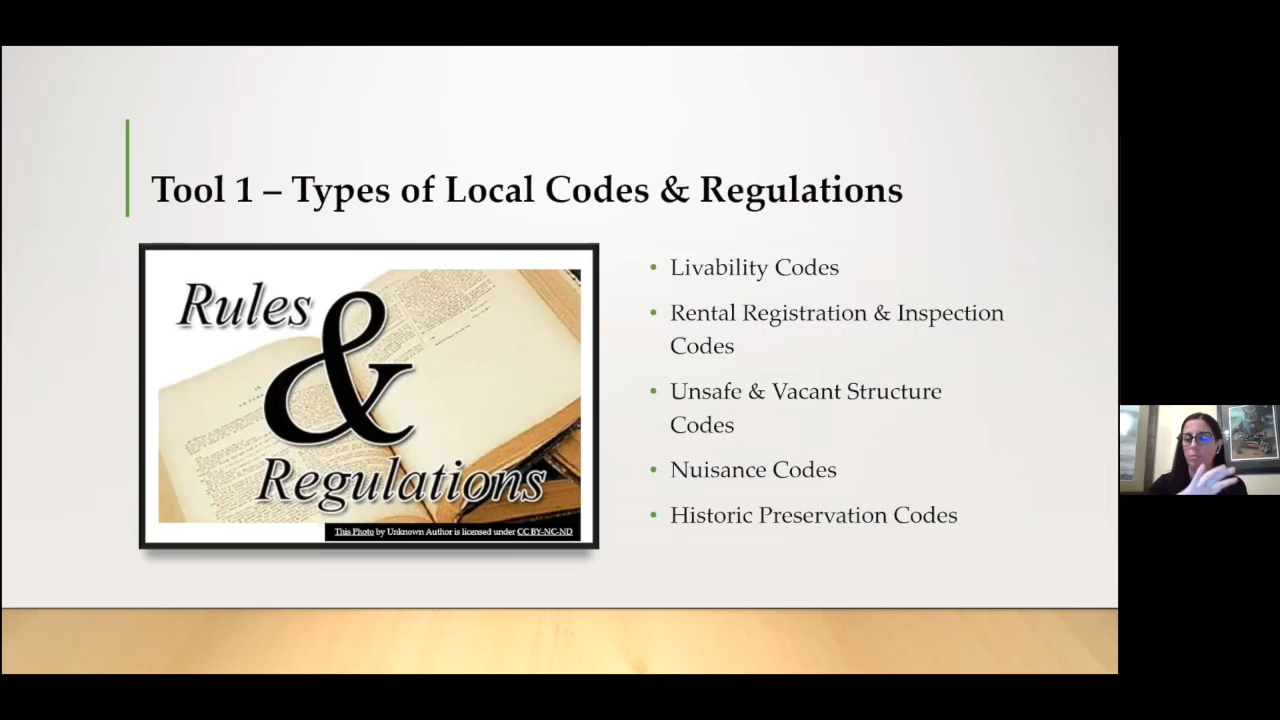 Tool 1 – Types of Local Codes & Regulations
Rules
&
Regulations
This Photo by Unknown Author is licensed under CC BY-NC-ND
• Livability Codes
• Rental Registration & Inspection
Codes
• Unsafe & Vacant Structure
Codes
• Nuisance Codes
• Historic Preservation Codes